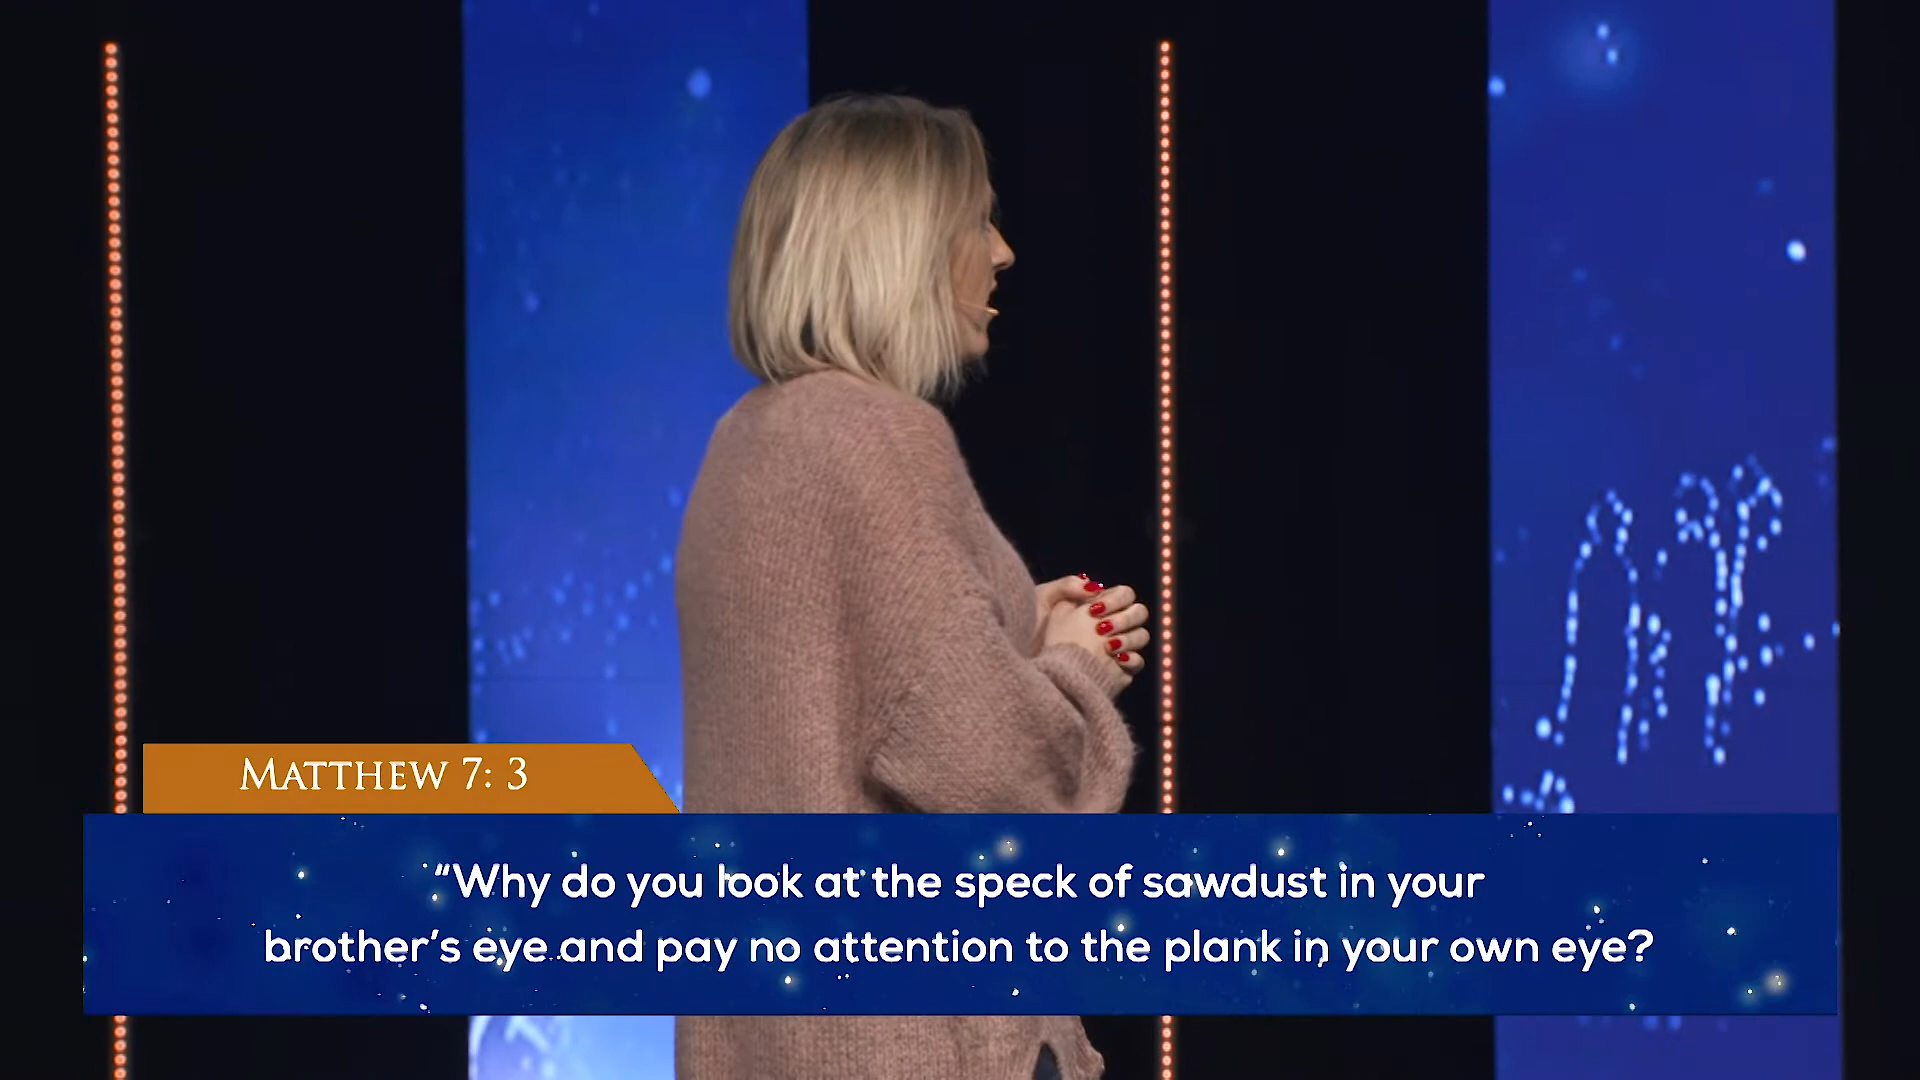 MATTHEW 7: 3
“Why do you look at the speck of sawdust in your
brother’s eye and pay no attention to the plank in your own eye?